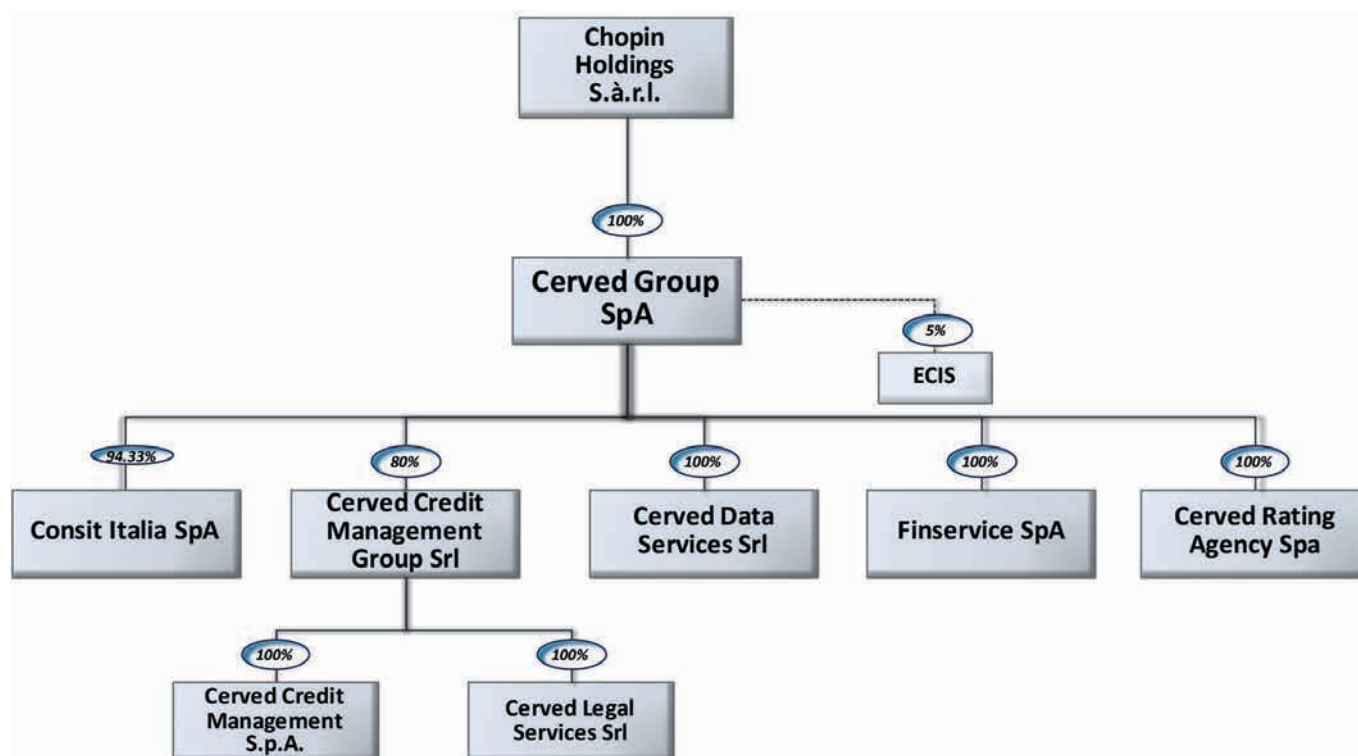 Chopin
Holdings
S.à.r.l.
100%
Cerved Group
SpA
5%
ECIS
94.33%
80%
100%
100%
100%
Consit Italia SpA
Cerved Credit
Management
Group Srl
Cerved Data
Services Srl
Finservice SpA
Cerved Rating
Agency Spa
100%
100%
Cerved Credit
Management
S.p.A.
Cerved Legal
Services Srl